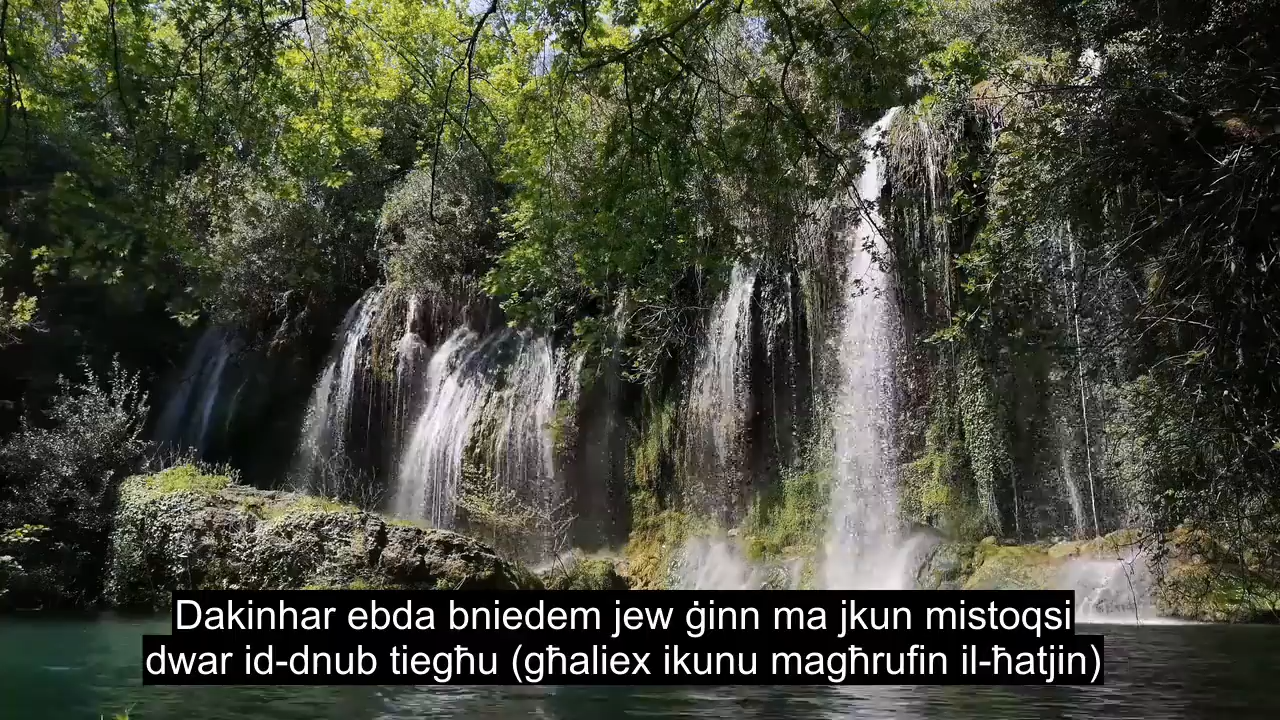 Dakinhar ebda bniedem jew ġinn ma jkun mistoqsi
dwar id-dnub tiegħu (għaliex ikunu magħrufin il-ħatjin)